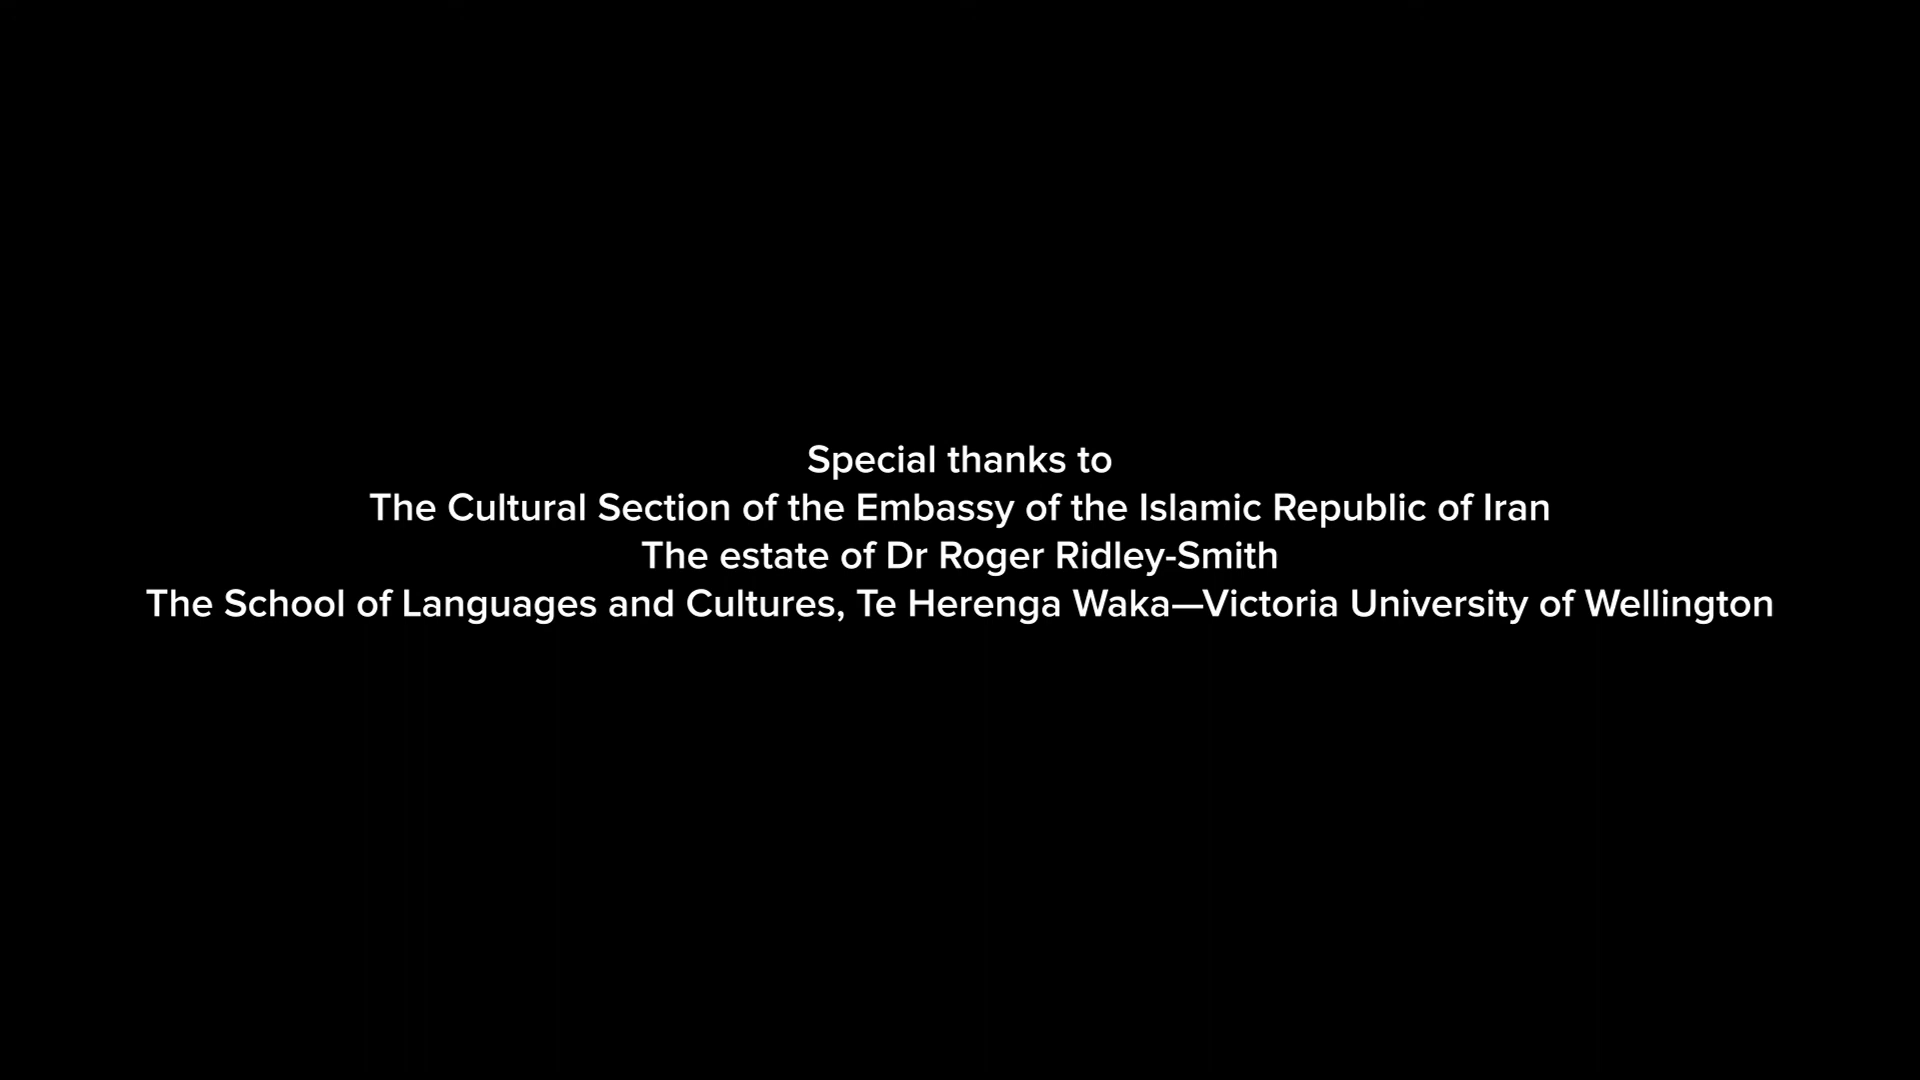 Special thanks to
The Cultural Section of the Embassy of the Islamic Republic of Iran
The estate of Dr Roger Ridley-Smith
The School of Languages and Cultures, Te Herenga Waka—Victoria University of Wellington